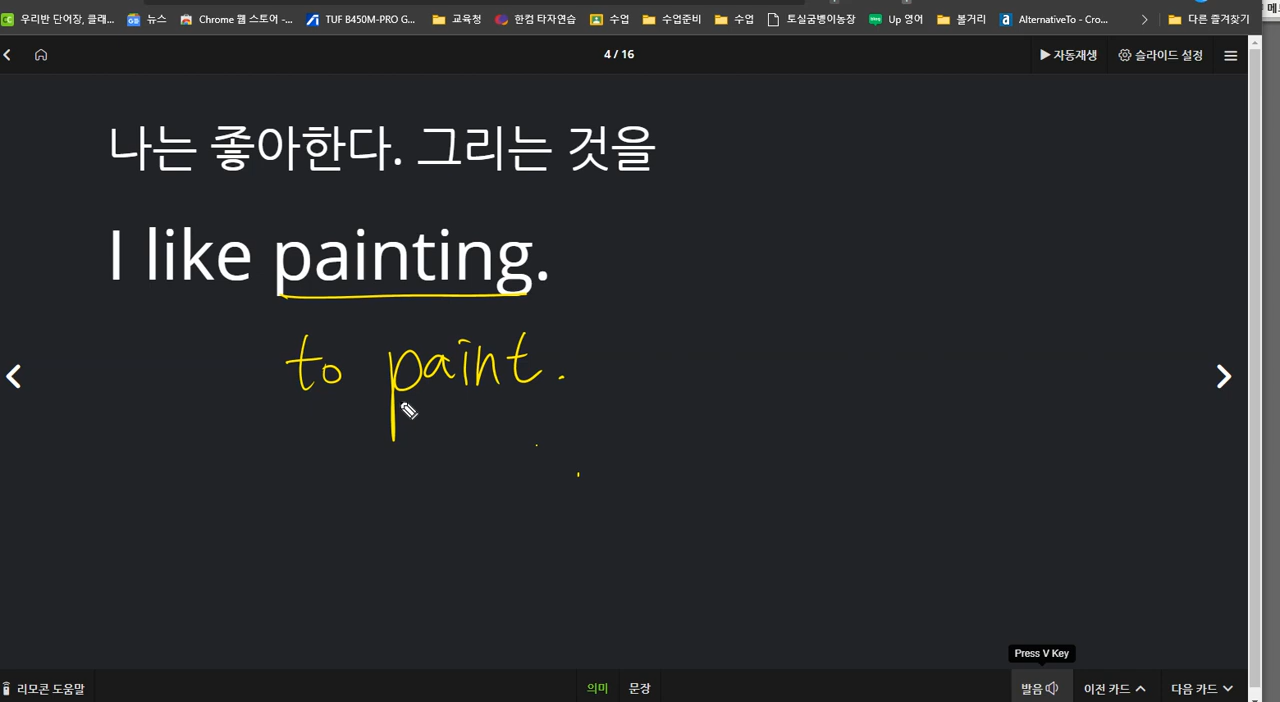 우리반 단어장, 클래... 뉴스 Chrome 웹 스토어 -... TUF B450M-PRO G... 교육청 한컴 타자연습 수업 수업준비 수업 토실굼벵이농장 Up 영어 볼거리 AlternativeTo - Cro... 다른 즐겨찾기
4 / 16 자동재생 슬라이드 설정
나는 좋아한다. 그리는 것을
I like painting.
to paint.
Press V Key
리모콘 도움말 의미 문장 발음 이전 카드 다음 카드